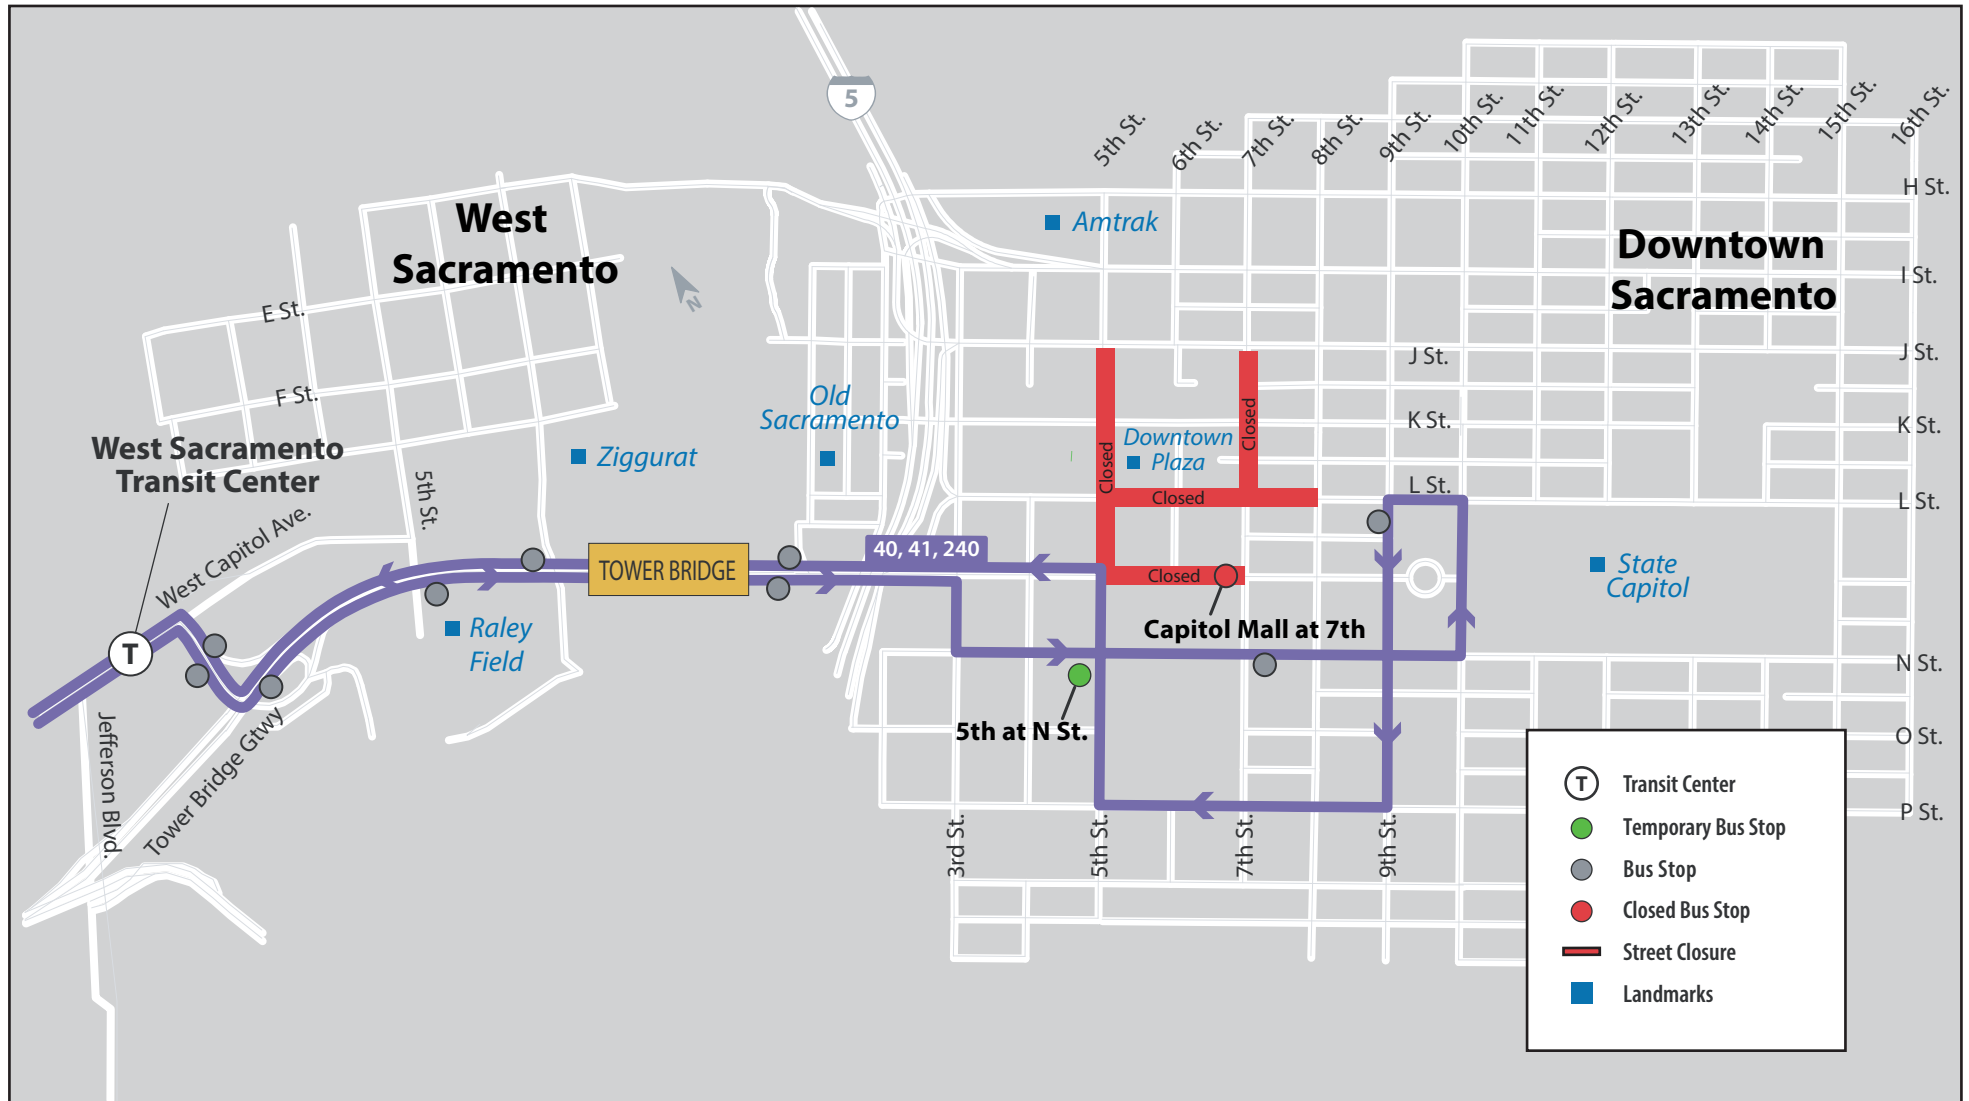 5
5th St.
6th St.
7th St.
8th St.
9th St.
10th St.
11th St.
12th St.
13th St.
14th St.
15th St.
16th St.
H St.
West
Sacramento
Amtrak
Downtown
Sacramento
I St.
N
E St.
J St.
J St.
F St.
Old
Sacramento
Closed
Closed
K St.
K St.
West Sacramento
Transit Center
Ziggurat
Downtown
Plaza
5th St.
L St.
L St.
Closed
West Capitol Ave.
40, 41, 240
TOWER BRIDGE
Closed
State
Capitol
Raley
Field
Capitol Mall at 7th
T
N St.
5th at N St.
Jefferson Blvd.
Tower Bridge Gtwy
O St.
P St.
3rd St.
5th St.
7th St.
9th St.
T Transit Center
Temporary Bus Stop
Bus Stop
Closed Bus Stop
Street Closure
Landmarks